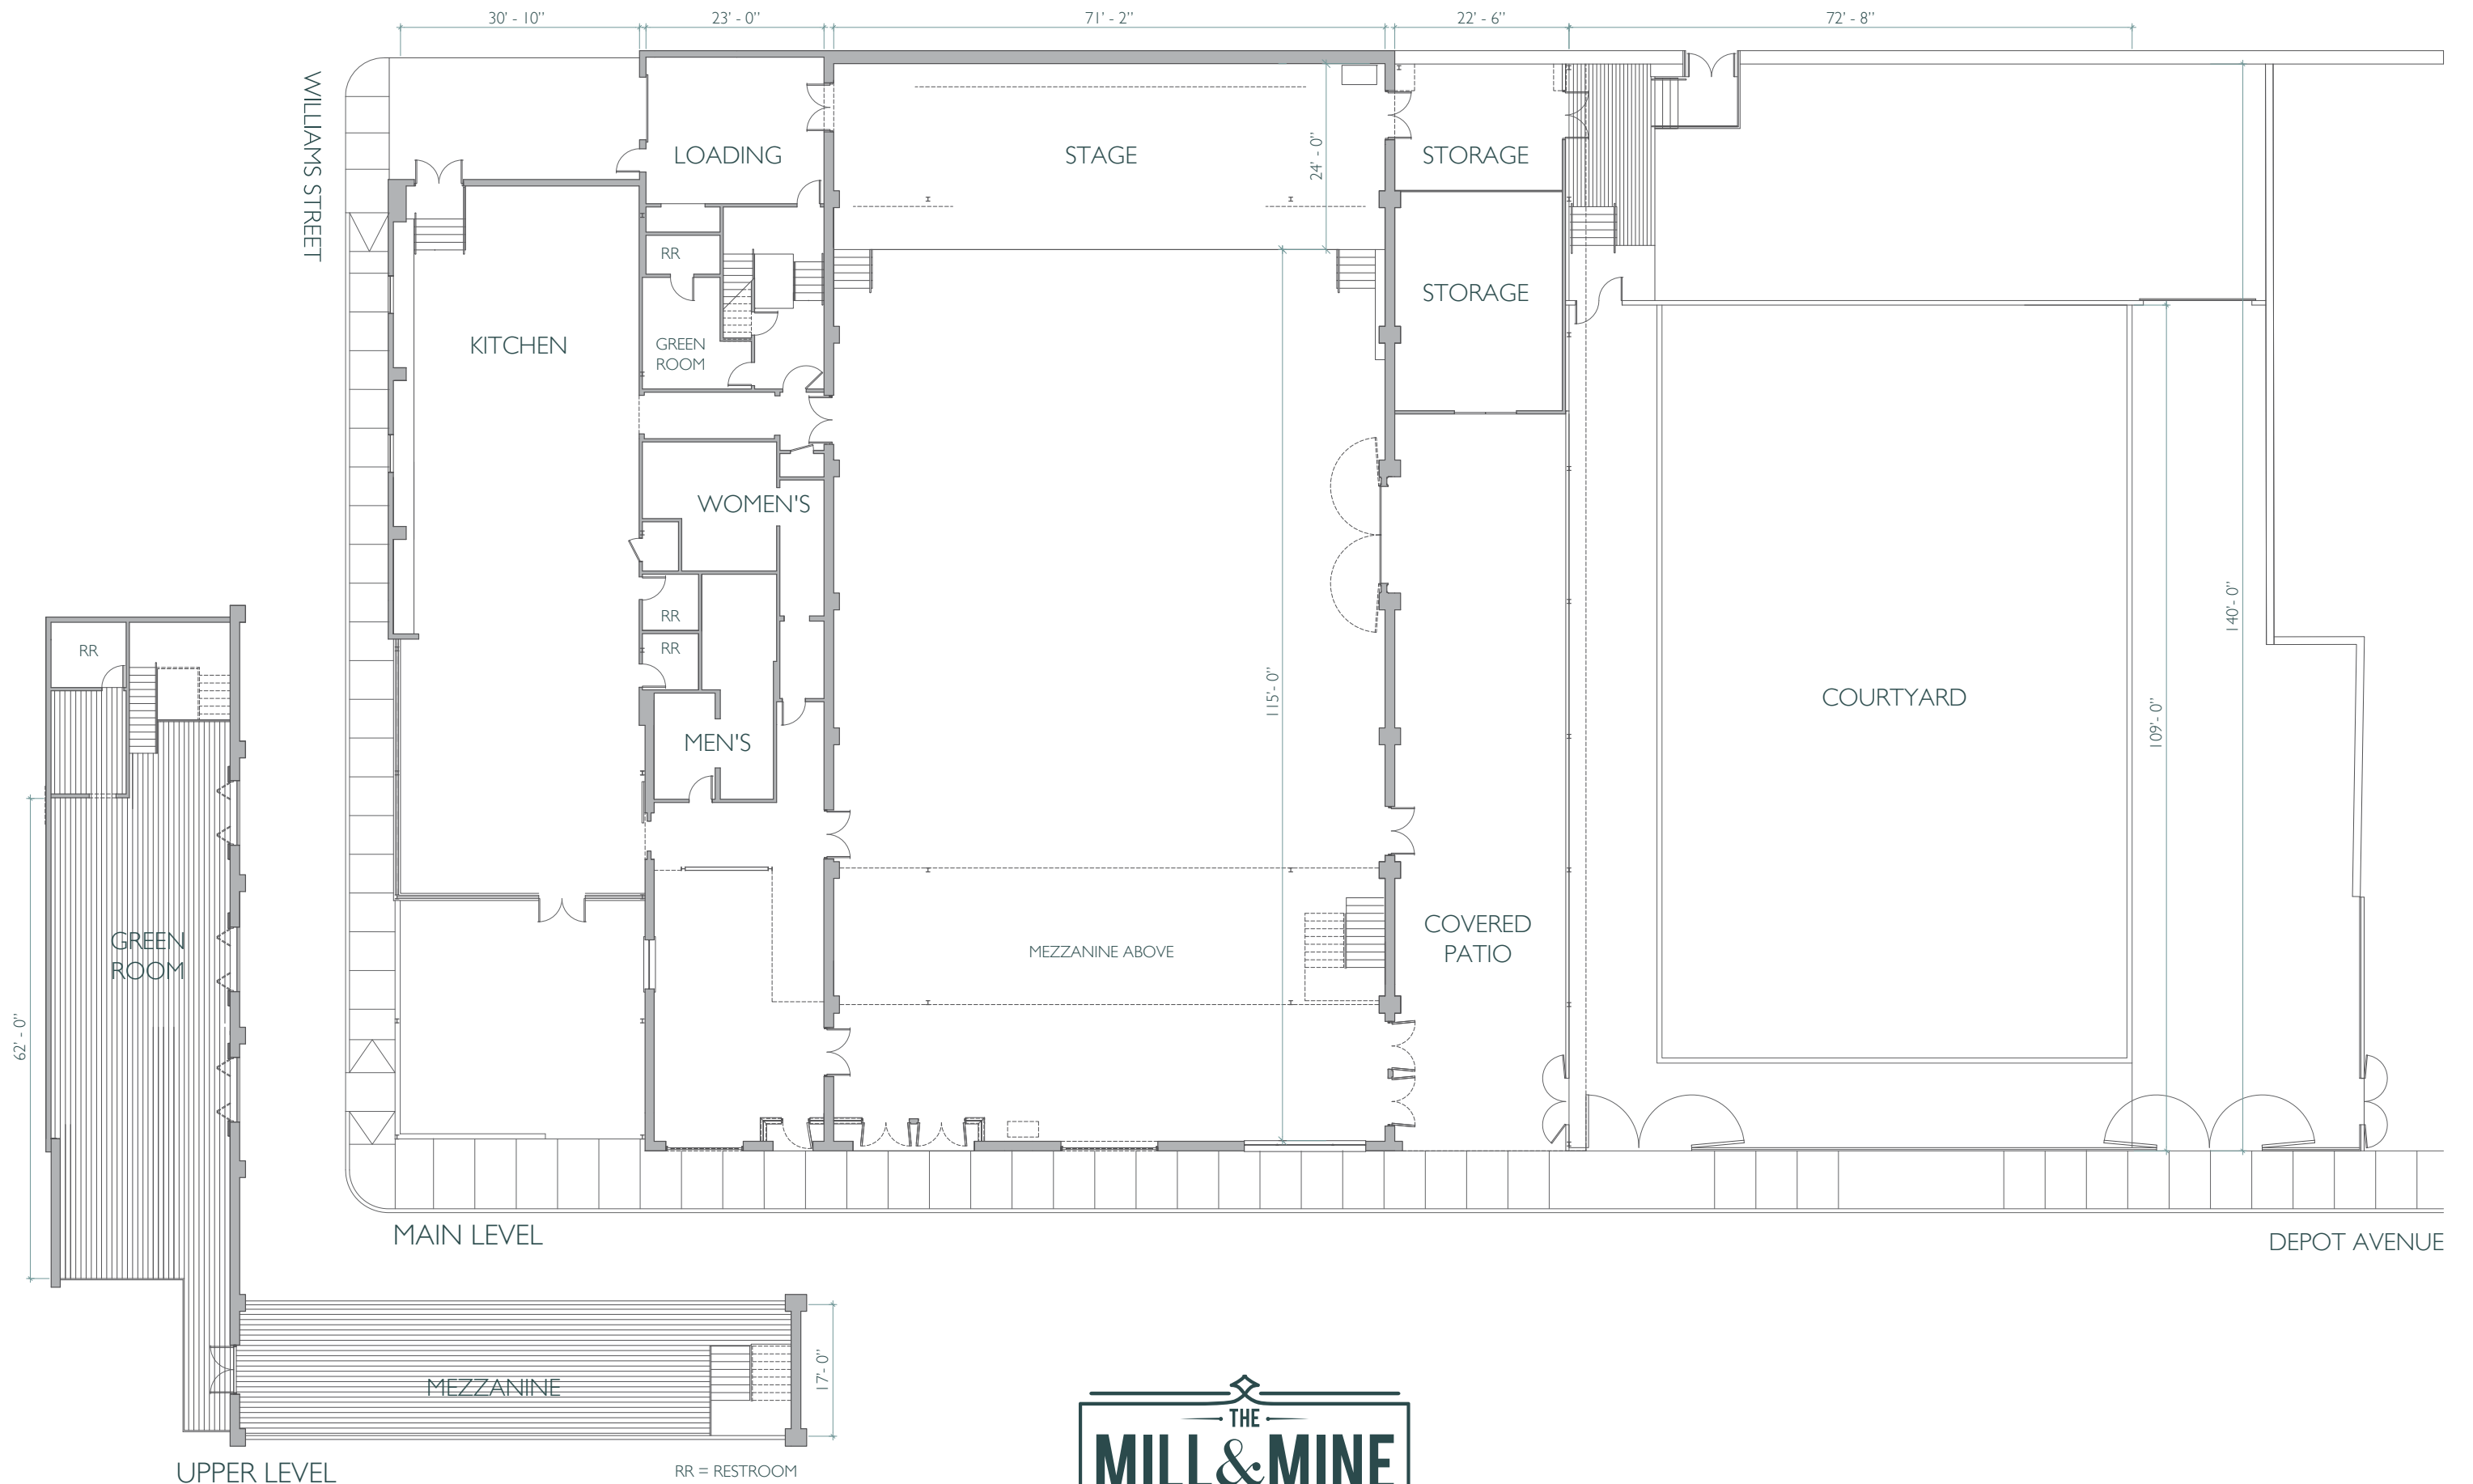 30' - 10"
23' - 0"
71' - 2"
22' - 6"
72' - 8"
WILLIAMS STREET
LOADING
STAGE
24' - 0"
STORAGE
RR
STORAGE
KITCHEN
GREEN
ROOM
WOMEN'S
RR
RR
MEN'S
115'- 0"
COURTYARD
140'- 0"
109'- 0"
COVERED
PATIO
MEZZANINE ABOVE
RR
GREEN
ROOM
62' - 0"
MAIN LEVEL
DEPOT AVENUE
MEZZANINE
17'- 0"
UPPER LEVEL
RR = RESTROOM
THE
MILL&MINE